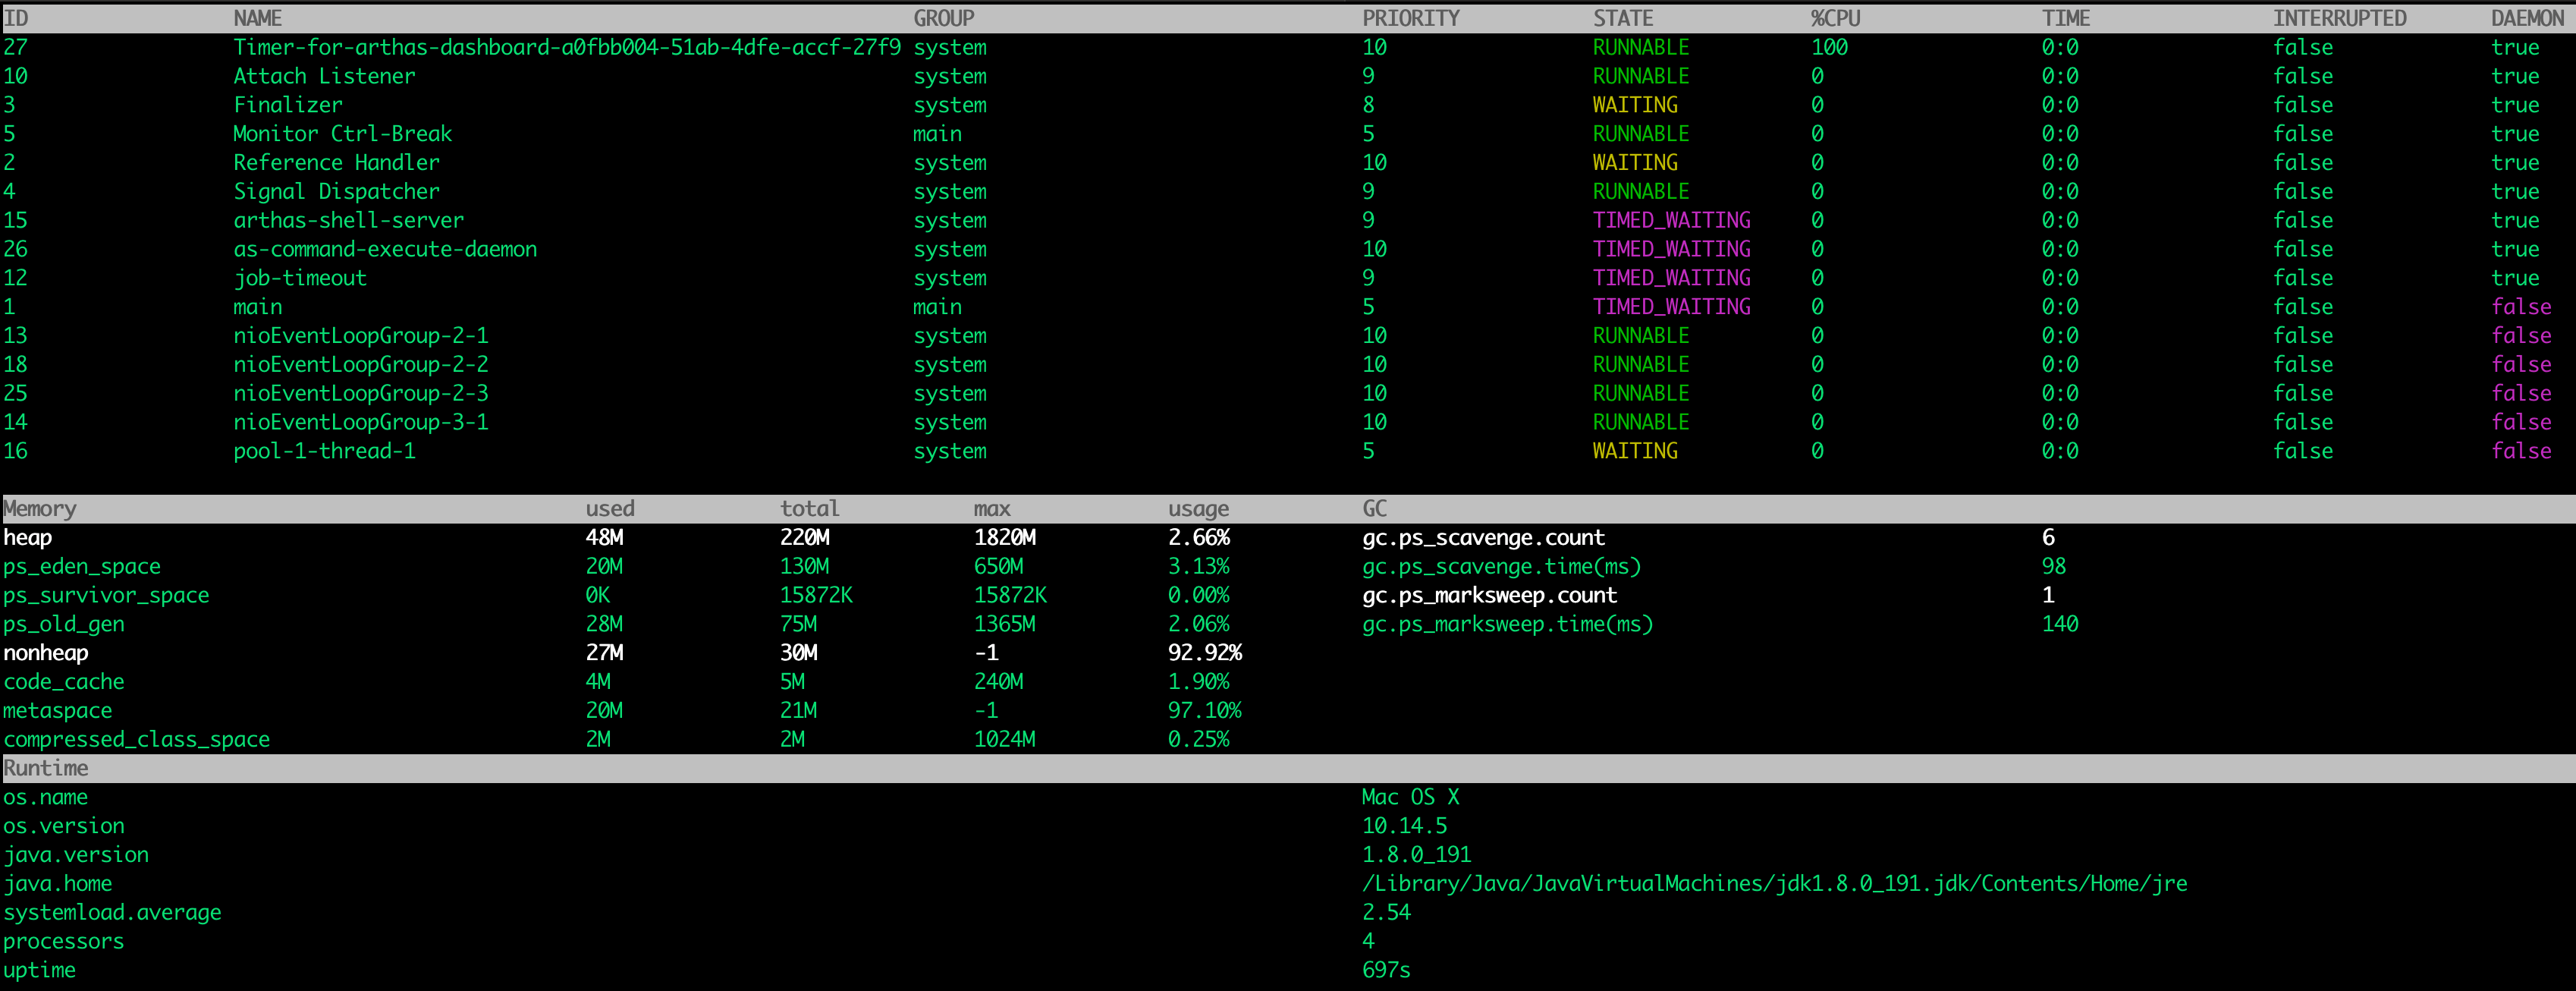 ID NAME GROUP PRIORITY STATE %CPU TIME INTERRUPTED DAEMON
27 Timer-for-arthas-dashboard-a0fbb004-51ab-4dfe-accf-27f9 system 10 RUNNABLE 100 0:0 false true
10 Attach Listener system 9 RUNNABLE 0 0:0 false true
3 Finalizer system 8 WAITING 0 0:0 false true
5 Monitor Ctrl-Break main 5 RUNNABLE 0 0:0 false true
2 Reference Handler system 10 WAITING 0 0:0 false true
4 Signal Dispatcher system 9 RUNNABLE 0 0:0 false true
15 arthas-shell-server system 9 TIMED_WAITING 0 0:0 false true
26 as-command-execute-daemon system 10 TIMED_WAITING 0 0:0 false true
12 job-timeout system 9 TIMED_WAITING 0 0:0 false true
1 main main 5 TIMED_WAITING 0 0:0 false false
13 nioEventLoopGroup-2-1 system 10 RUNNABLE 0 0:0 false false
18 nioEventLoopGroup-2-2 system 10 RUNNABLE 0 0:0 false false
25 nioEventLoopGroup-2-3 system 10 RUNNABLE 0 0:0 false false
14 nioEventLoopGroup-3-1 system 10 RUNNABLE 0 0:0 false false
16 pool-1-thread-1 system 5 WAITING 0 0:0 false false
Memory used total max usage GC
heap 48M 220M 1820M 2.66% gc.ps_scavenge.count 6
ps_eden_space 20M 130M 650M 3.13% gc.ps_scavenge.time(ms) 98
ps_survivor_space 0K 15872K 15872K 0.00% gc.ps_marksweep.count 1
ps_old_gen 28M 75M 1365M 2.06% gc.ps_marksweep.time(ms) 140
nonheap 27M 30M -1 92.92%
code_cache 4M 5M 240M 1.90%
metaspace 20M 21M -1 97.10%
compressed_class_space 2M 2M 1024M 0.25%
Runtime
os.name Mac OS X
os.version 10.14.5
java.version 1.8.0_191
java.home /Library/Java/JavaVirtualMachines/jdk1.8.0_191.jdk/Contents/Home/jre
systemload.average 2.54
processors 4
uptime 697s